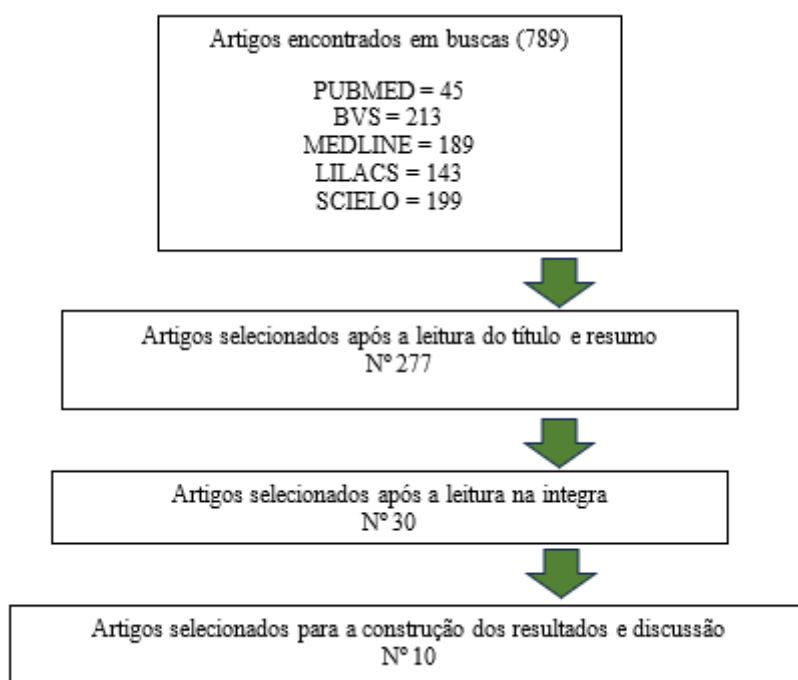 Artigos encontrados em buscas (789)
PUBMED = 45
BVS = 213
MEDLINE = 189
LILACS = 143
SCIELO = 199
Artigos selecionados após a leitura do título e resumo
Nº 277
Artigos selecionados após a leitura na integra
Nº 30
Artigos selecionados para a construção dos resultados e discussão
Nº 10